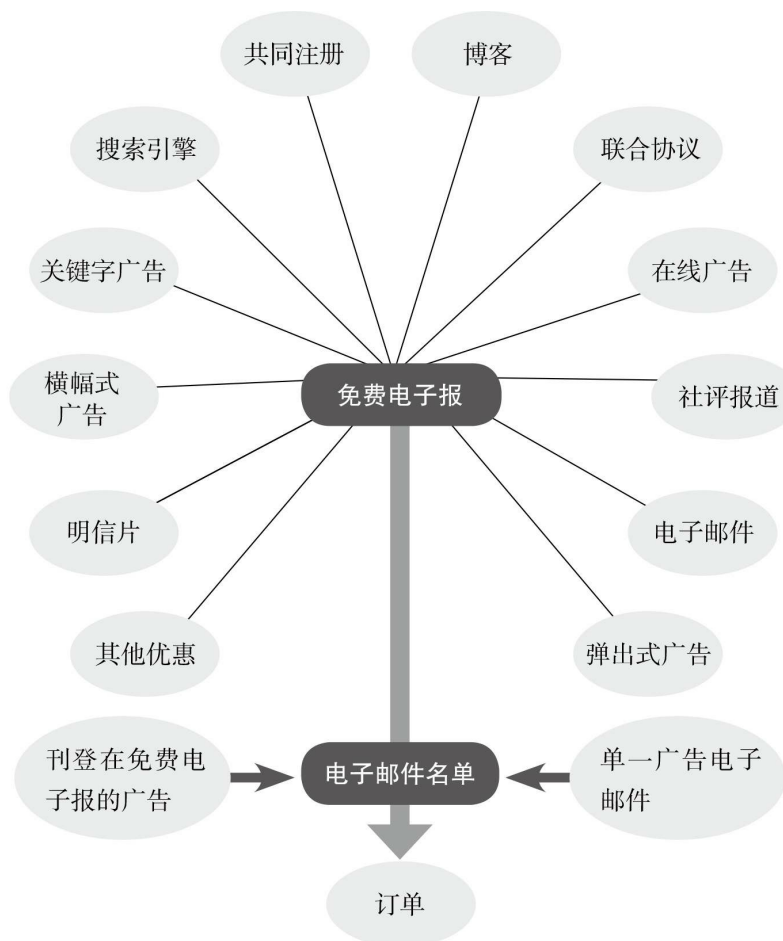 共同注册
博客
搜索引擎
联合协议
关键字广告
在线广告
横幅式
广告
免费电子报
社评报道
明信片
电子邮件
其他优惠
弹出式广告
刊登在免费电
子报的广告
电子邮件名单
单一广告电子
邮件
订单